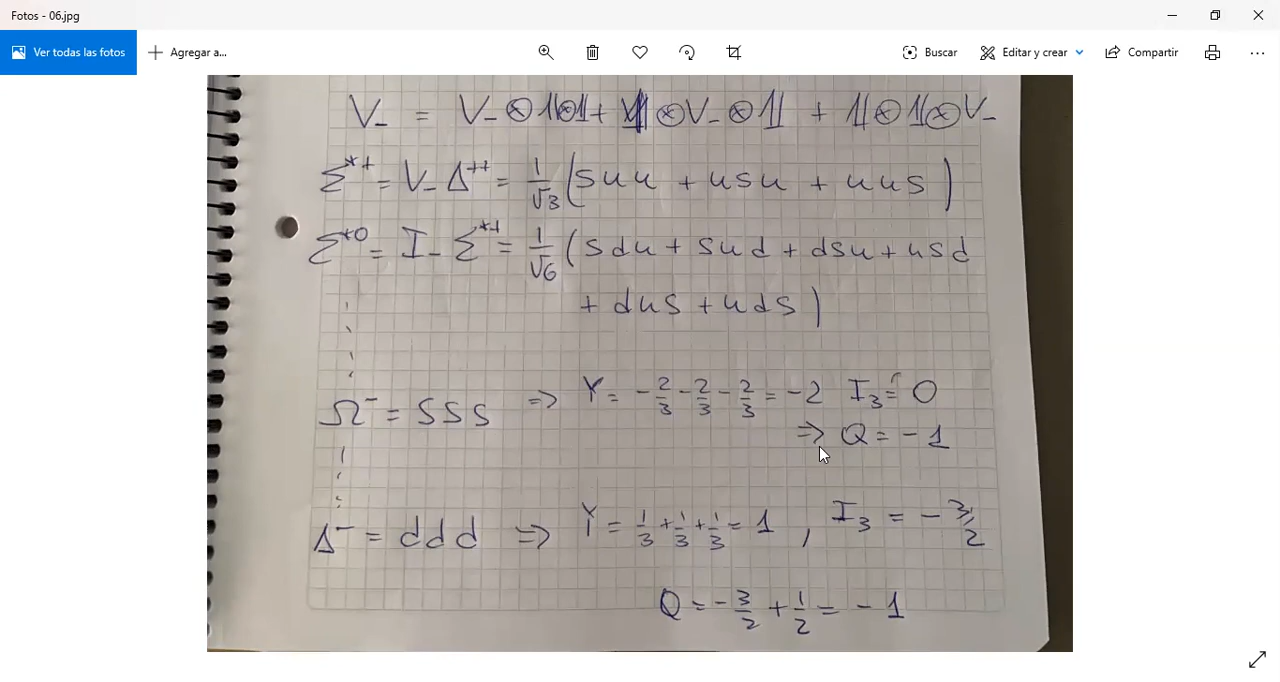 Fotos - 06.jpg
Ver todas las fotos
Agregar a...
Buscar
Editar y crear
Compartir
V₋ = V₋ ⊗ 𝟙 ⊗ 𝟙 + 𝟙 ⊗ V₋ ⊗ 𝟙 + 𝟙 ⊗ 𝟙 ⊗ V₋
Σ*⁺ = V₋ Δ⁺⁺ = 1/√3 (suu + usu + uus)
Σ*⁰ = I₋ Σ*⁺ = 1/√6 (sdu + sud + dsu + usd
+ dus + uds)
Ω⁻ = sss => Y = -2/3 - 2/3 - 2/3 = -2 I₃ = 0
=> Q = -1
Δ⁻ = ddd => Y = 1/3 + 1/3 + 1/3 = 1 , I₃ = -3/2
Q = -3/2 + 1/2 = -1